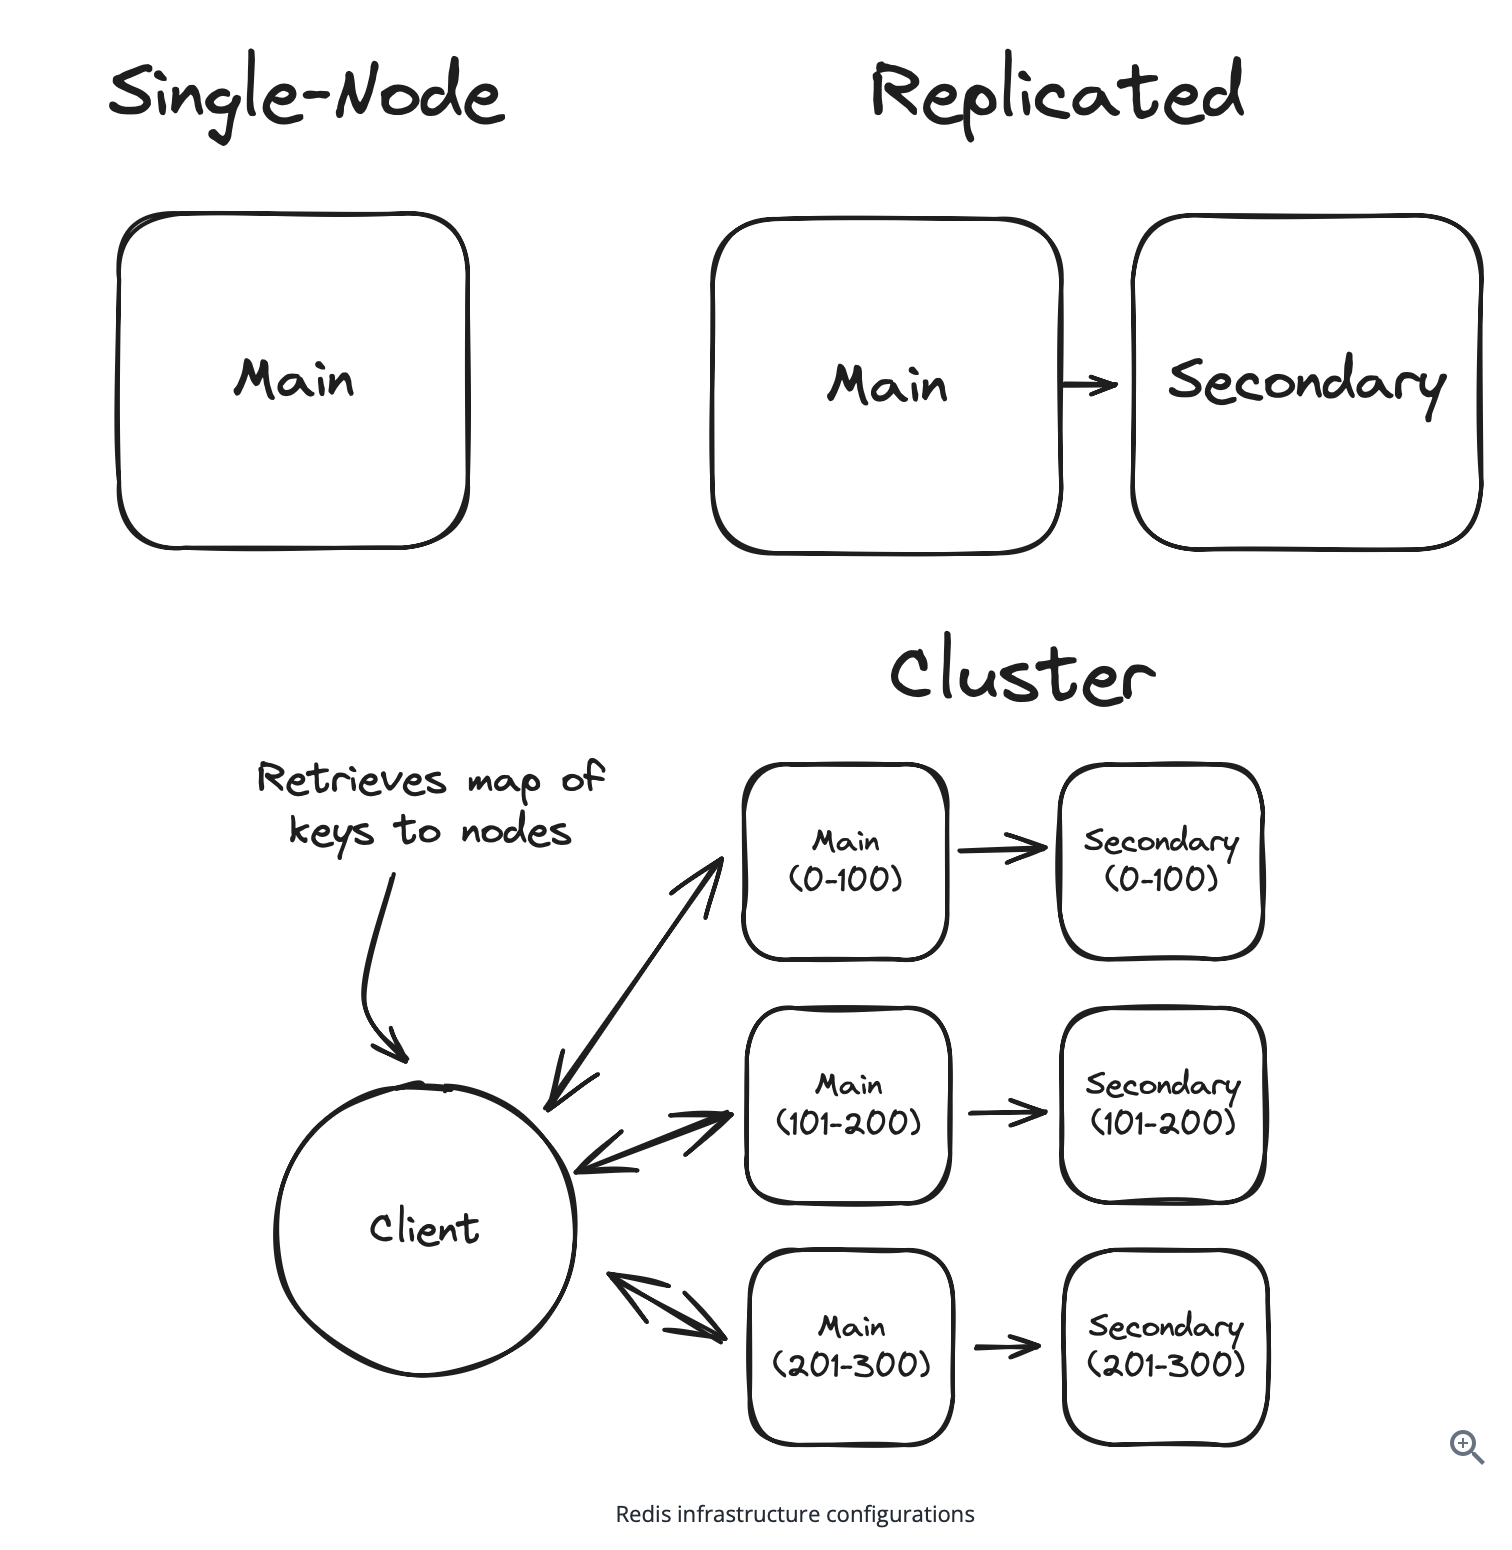 Single-Node
Replicated
Main
Main
Secondary
Cluster
Retrieves map of
keys to nodes
Main
(0-100)
Secondary
(0-100)
Main
(101-200)
Secondary
(101-200)
Client
Main
(201-300)
Secondary
(201-300)
Redis infrastructure configurations